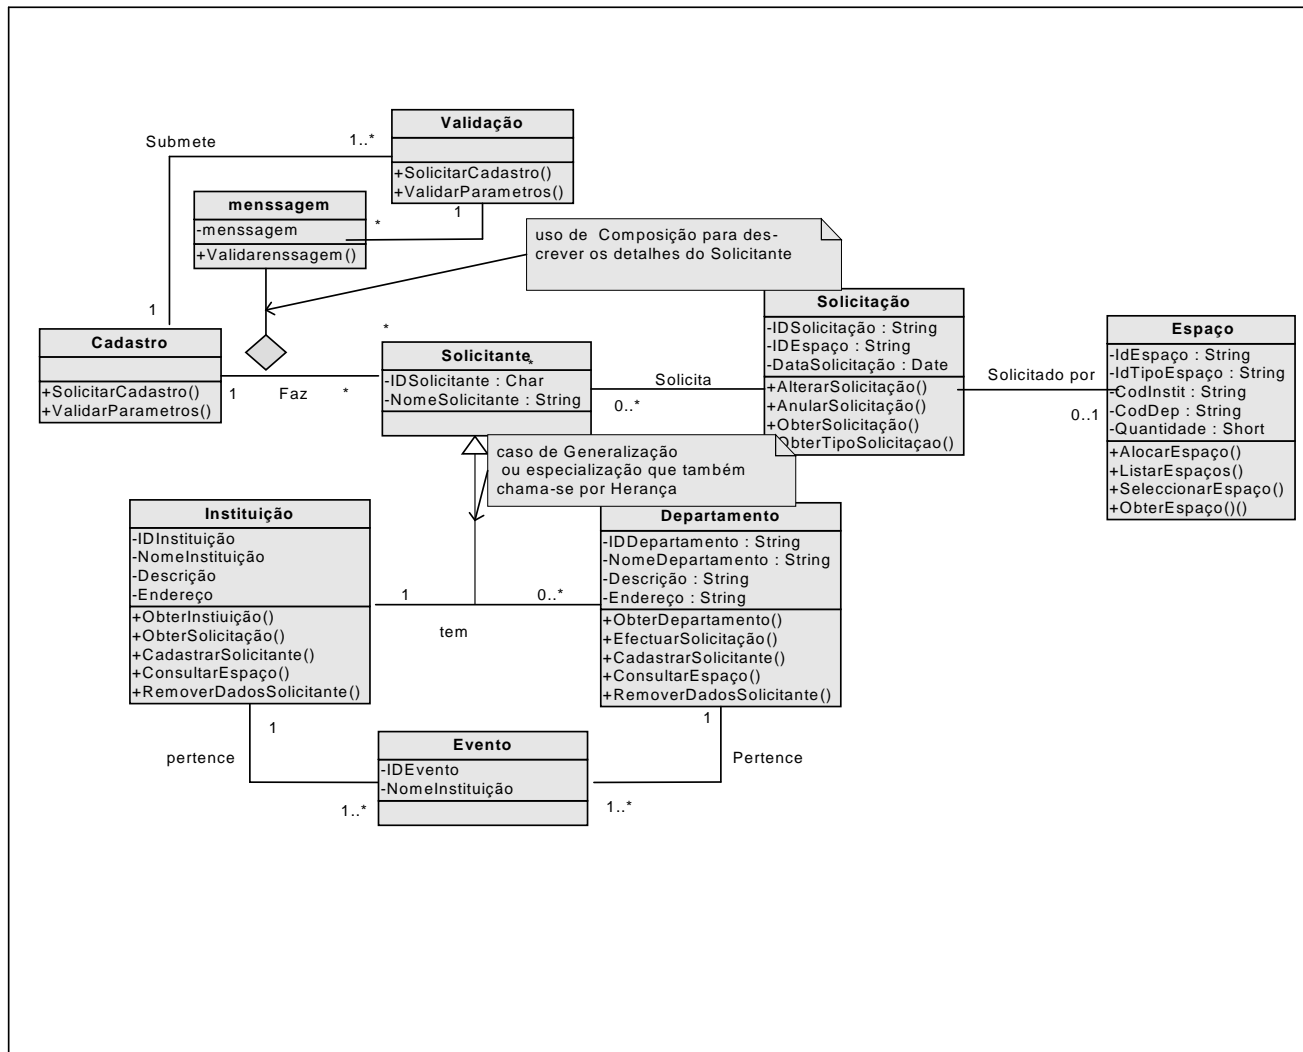 Validação
+SolicitarCadastro()
+ValidarParametros()
Submete
1..*
1
menssagem
-menssagem
+Validarenssagem()
*
1
uso de  Composição para des-
crever os detalhes do Solicitante
Cadastro
+SolicitarCadastro()
+ValidarParametros()
1
Faz
*
*
Solicitante
*
-IDSolicitante : Char
-NomeSolicitante : String
Solicita
0..*
Solicitação
-IDSolicitação : String
-IDEspaço : String
-DataSolicitação : Date
+AlterarSolicitação()
+AnularSolicitação()
+ObterSolicitação()
ObterTipoSolicitaçao()
Solicitado por
0..1
Espaço
-IdEspaço : String
-IdTipoEspaço : String
-CodInstit : String
-CodDep : String
-Quantidade : Short
+AlocarEspaço()
+ListarEspaços()
+SeleccionarEspaço()
+ObterEspaço()()
caso de Generalização
ou especialização que também
chama-se por Herança
Instituição
-IDInstituição
-NomeInstituição
-Descrição
-Endereço
+ObterInstiuição()
+ObterSolicitação()
+CadastrarSolicitante()
+ConsultarEspaço()
+RemoverDadosSolicitante()
1
tem
0..*
Departamento
-IDDepartamento : String
-NomeDepartamento : String
-Descrição : String
-Endereço : String
+ObterDepartamento()
+EfectuarSolicitação()
+CadastrarSolicitante()
+ConsultarEspaço()
+RemoverDadosSolicitante()
1
pertence
1..*
Evento
-IDEvento
-NomeInstituição
1
Pertence
1..*